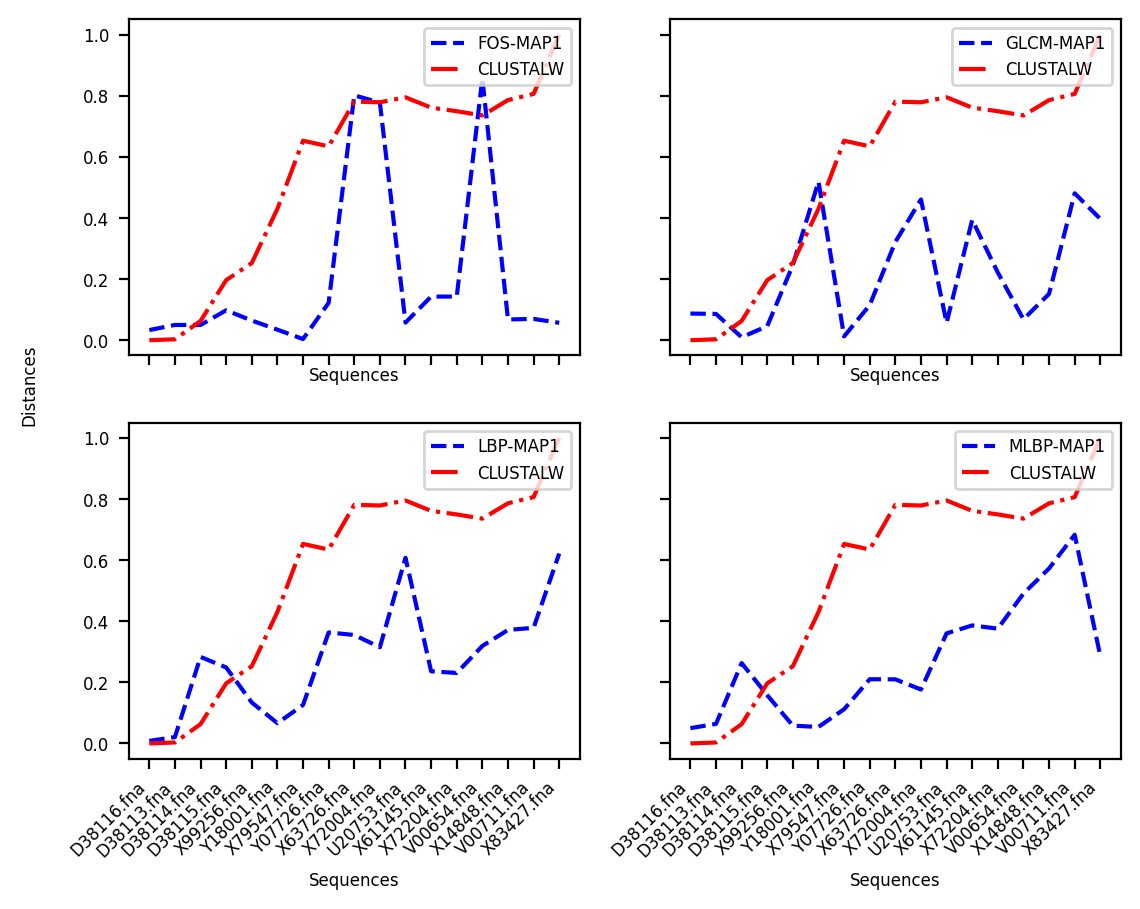 FOS-MAP1
CLUSTALW
1.0
0.8
0.6
0.4
0.2
0.0
Sequences
GLCM-MAP1
CLUSTALW
Sequences
Distances
LBP-MAP1
CLUSTALW
1.0
0.8
0.6
0.4
0.2
0.0
D38116.fna
D38113.fna
D38114.fna
D38115.fna
X99256.fna
Y18001.fna
X79547.fna
Y07726.fna
X63726.fna
X72004.fna
U20753.fna
X61145.fna
X72204.fna
V00654.fna
X14848.fna
V00711.fna
X83427.fna
Sequences
MLBP-MAP1
CLUSTALW
D38116.fna
D38113.fna
D38114.fna
D38115.fna
X99256.fna
Y18001.fna
X79547.fna
Y07726.fna
X63726.fna
X72004.fna
U20753.fna
X61145.fna
X72204.fna
V00654.fna
X14848.fna
V00711.fna
X83427.fna
Sequences